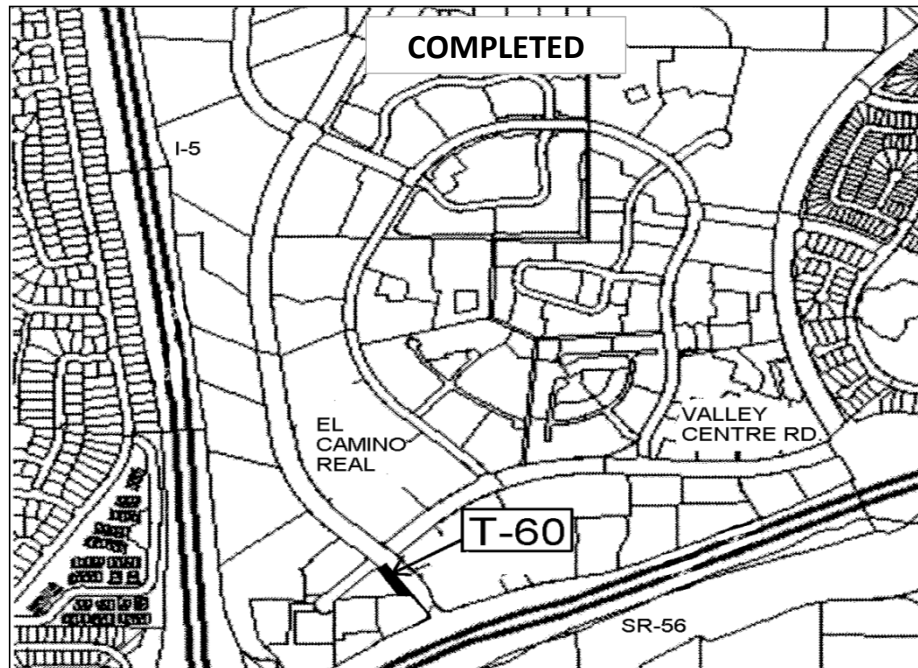 COMPLETED
I-5
EL
CAMINO
REAL
VALLEY
CENTRE RD.
T-60
SR-56